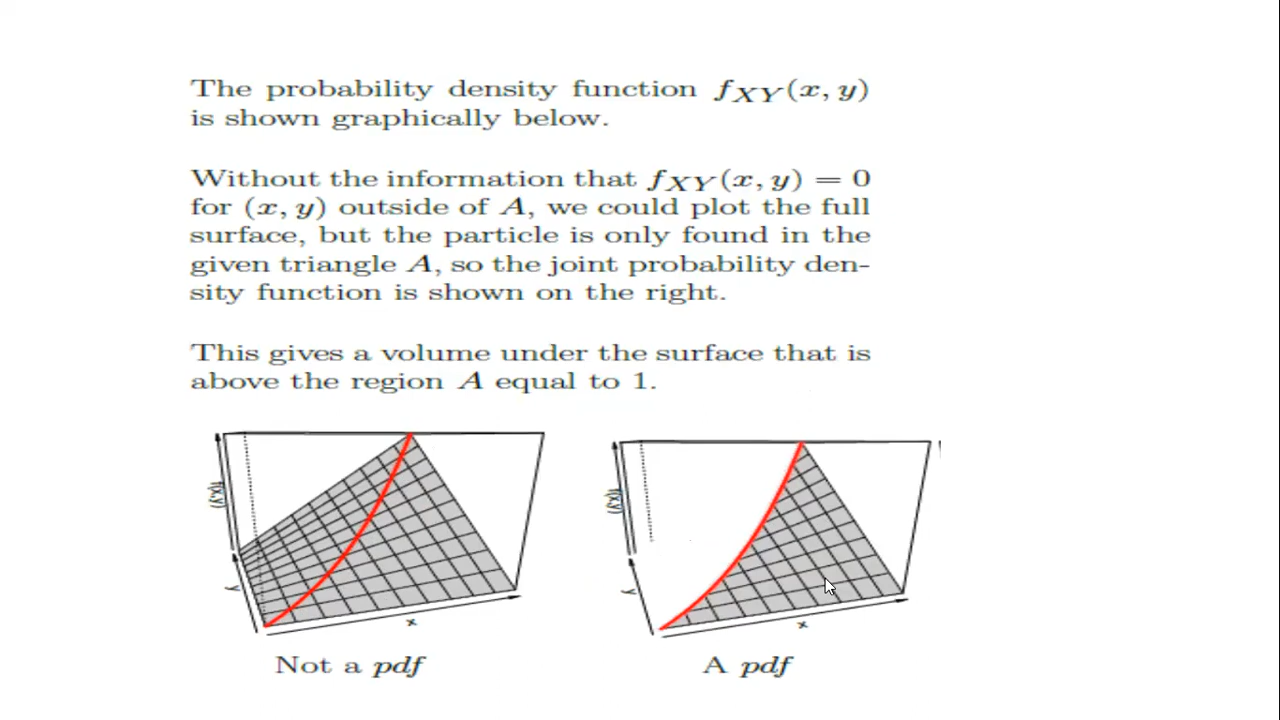 The probability density function fXY(x, y)
is shown graphically below.
Without the information that fXY(x, y) = 0
for (x, y) outside of A, we could plot the full
surface, but the particle is only found in the
given triangle A, so the joint probability den-
sity function is shown on the right.
This gives a volume under the surface that is
above the region A equal to 1.
f(x,y)
y
x
f(x,y)
y
x
Not a pdf
A pdf